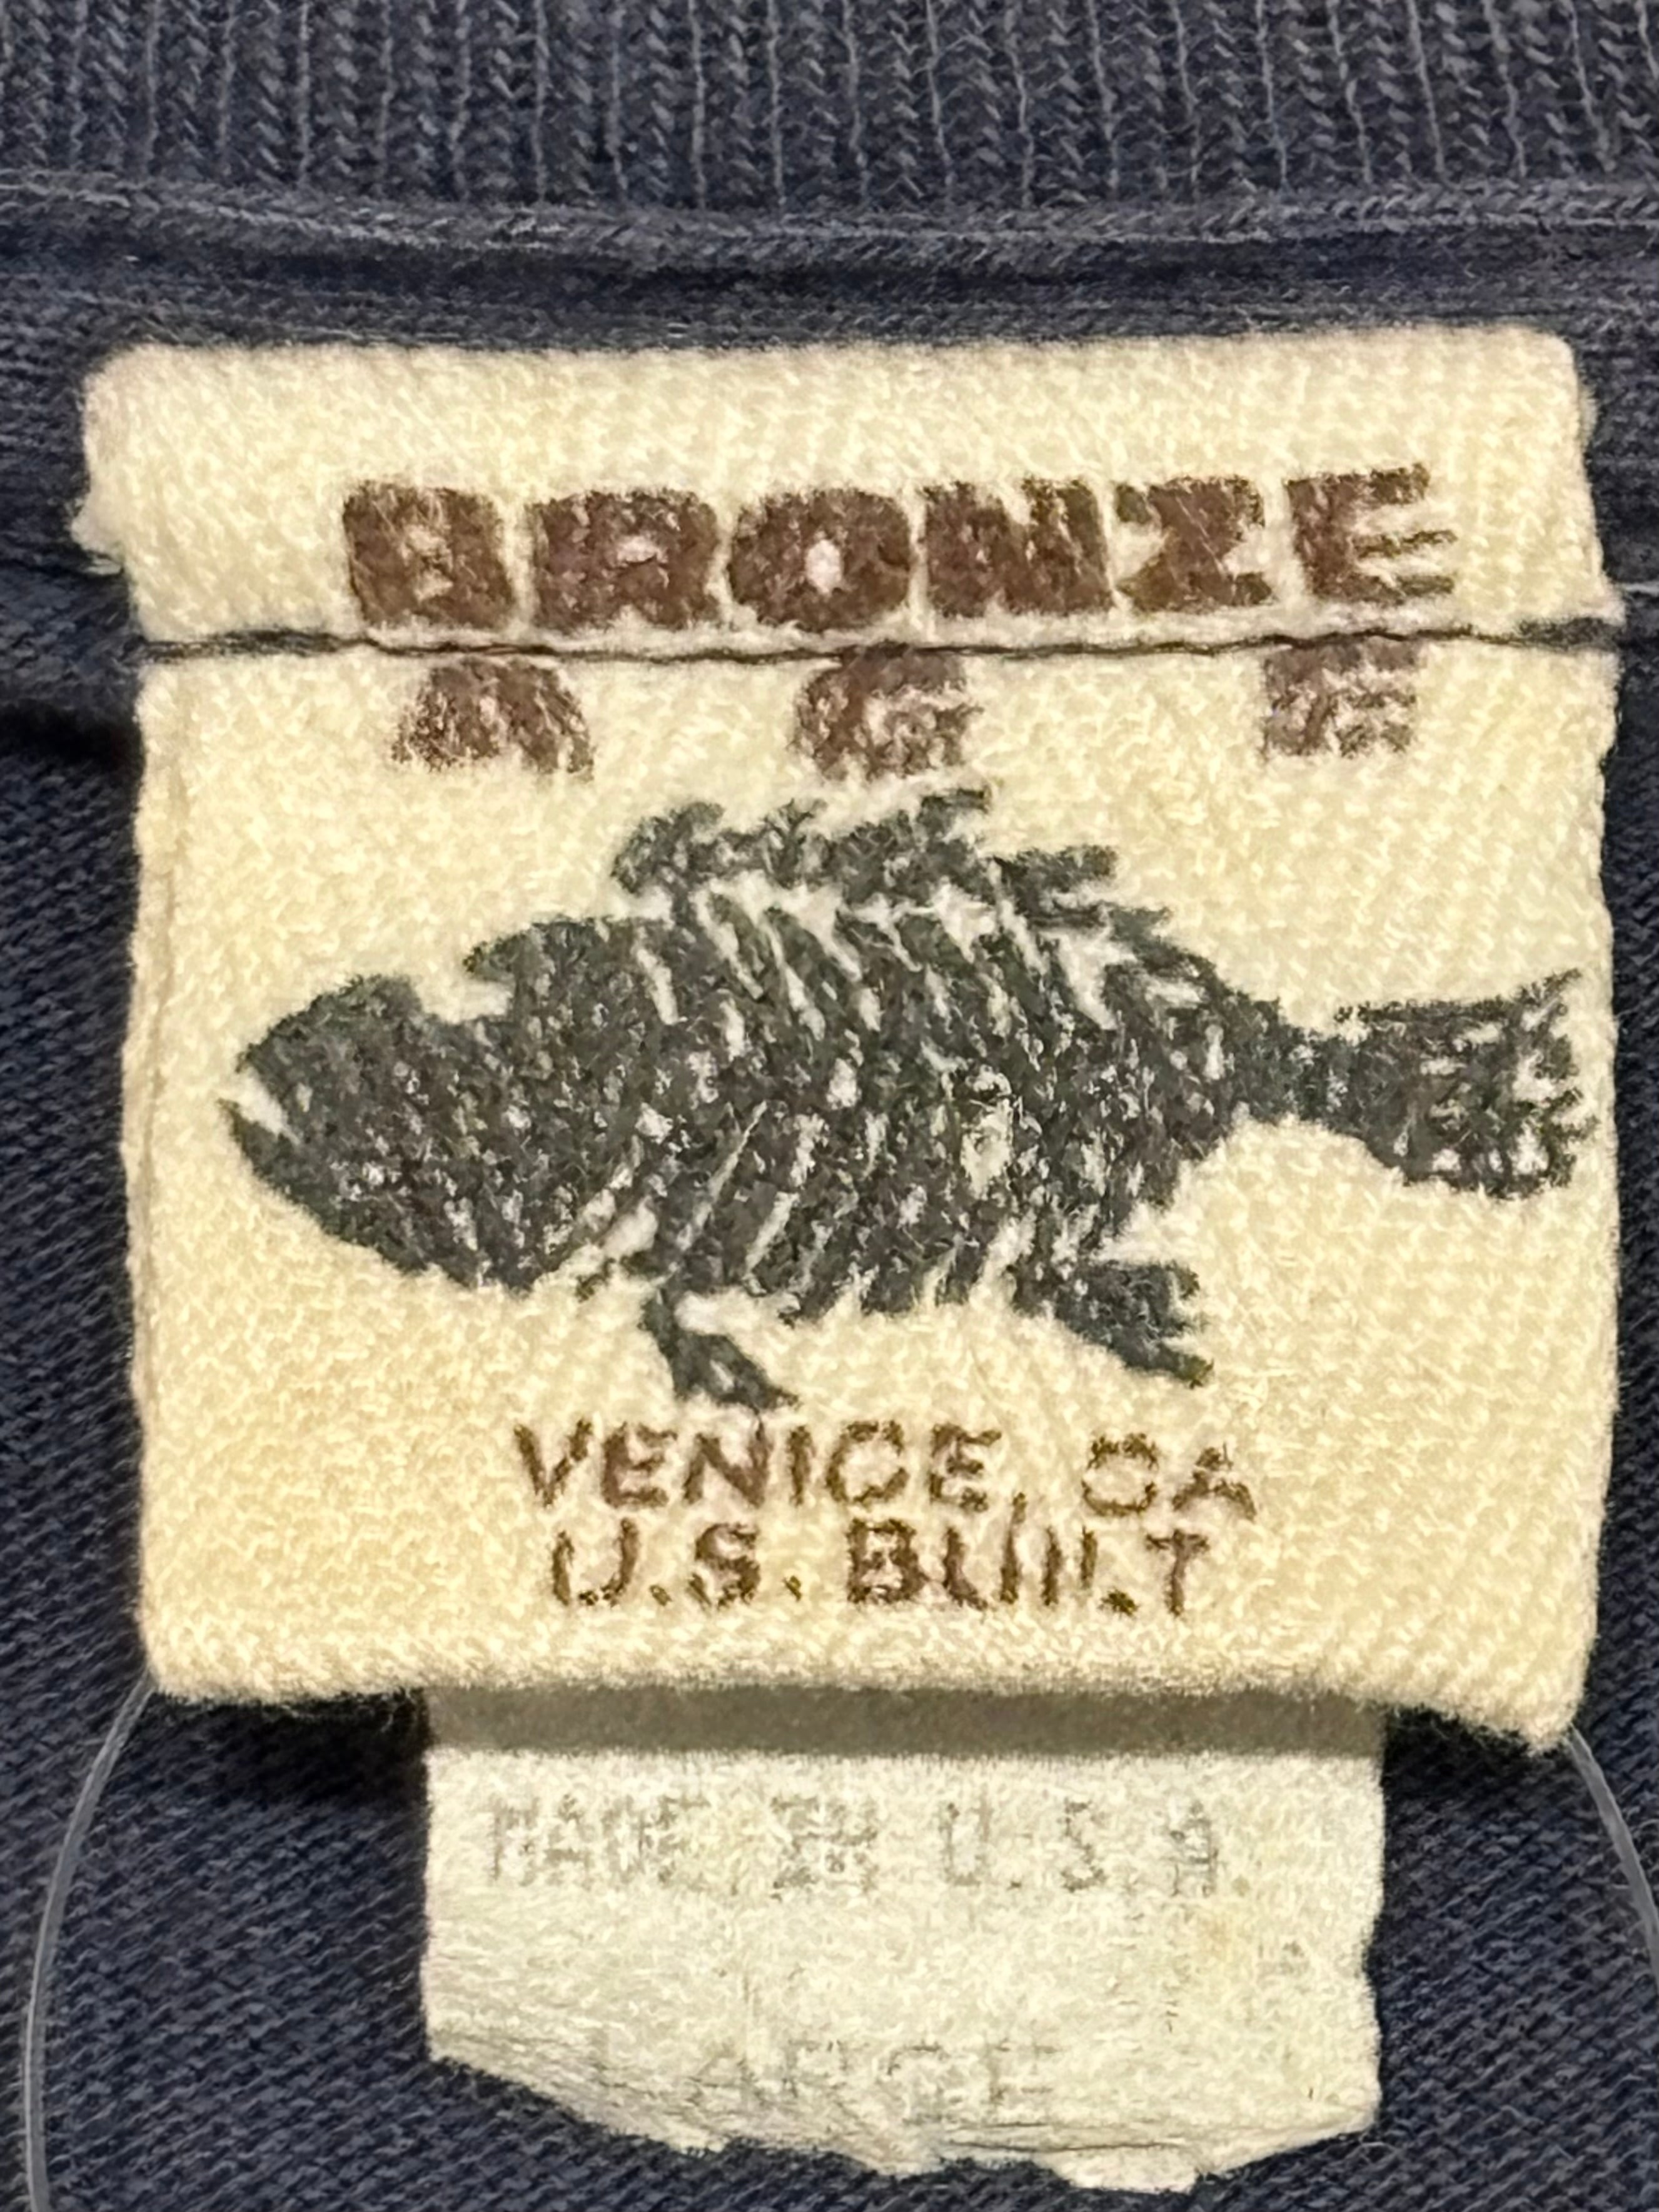 BRONZE
AGE
VENICE, CA
U.S. BUILT
MADE IN U.S.A.
LARGE